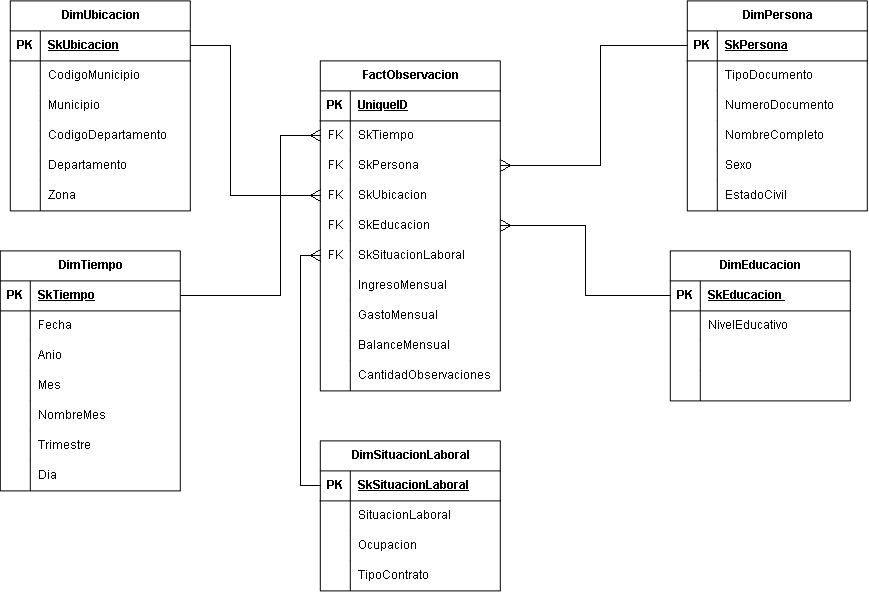 DimUbicacion
PK SkUbicacion
CodigoMunicipio
Municipio
CodigoDepartamento
Departamento
Zona
DimTiempo
PK SkTiempo
Fecha
Anio
Mes
NombreMes
Trimestre
Dia
FactObservacion
PK UniqueID
FK SkTiempo
FK SkPersona
FK SkUbicacion
FK SkEducacion
FK SkSituacionLaboral
IngresoMensual
GastoMensual
BalanceMensual
CantidadObservaciones
DimSituacionLaboral
PK SkSituacionLaboral
SituacionLaboral
Ocupacion
TipoContrato
DimPersona
PK SkPersona
TipoDocumento
NumeroDocumento
NombreCompleto
Sexo
EstadoCivil
DimEducacion
PK SkEducacion
NivelEducativo